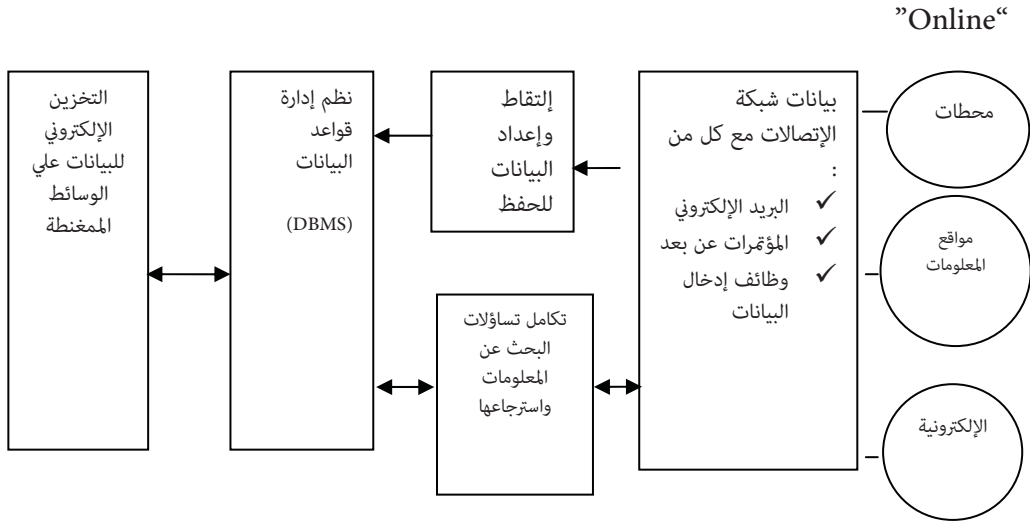 ”Online“
محطات
مواقع
المعلومات
الإلكترونية
بيانات شبكة
الإتصالات مع كل من
:
✓ البريد الإلكتروني
✓ المؤتمرات عن بعد
✓ وظائف إدخال
البيانات
إلتقاط
وإعداد
البيانات
للحفظ
تكامل تساؤلات
البحث عن
المعلومات
واسترجاعها
نظم إدارة
قواعد
البيانات
(DBMS)
التخزين
الإلكتروني
للبيانات علي
الوسائط
الممغنطة